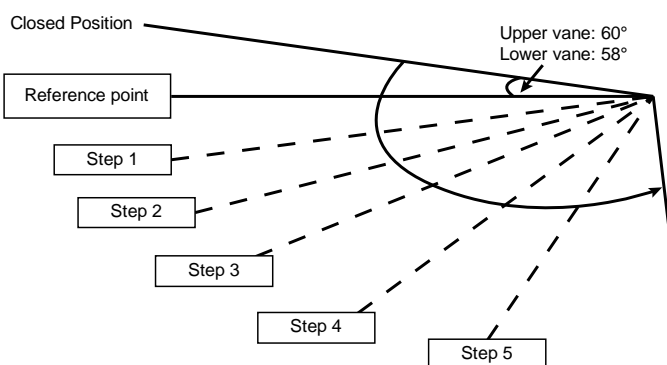 Closed Position
Upper vane: 60°
Lower vane: 58°
Reference point
Step 1
Step 2
Step 3
Step 4
Step 5